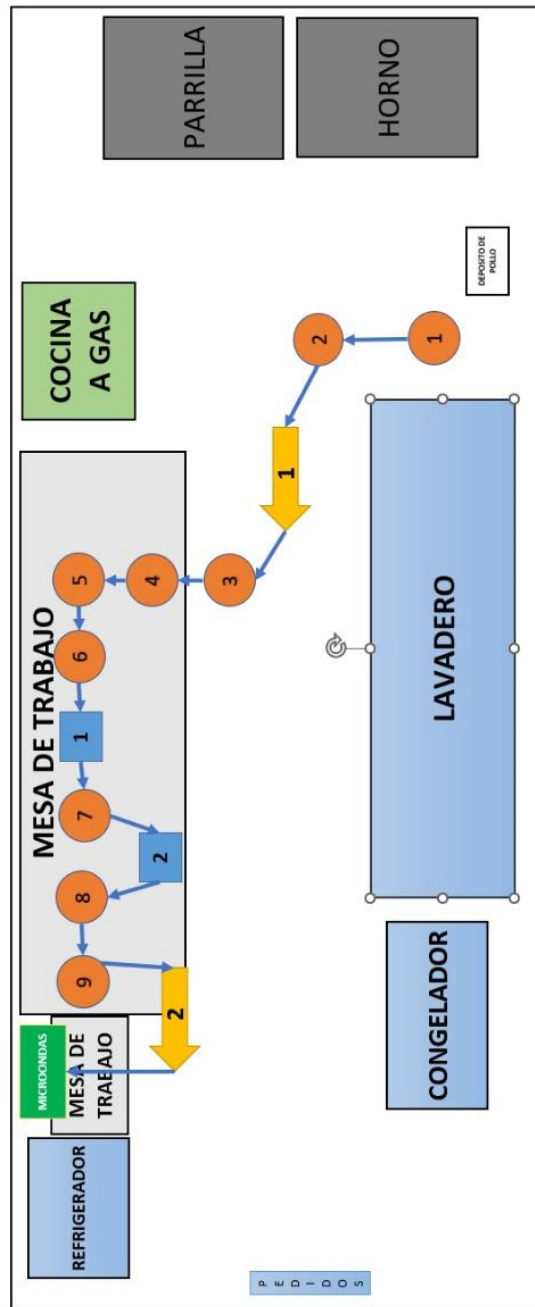 REFRIGERADOR
MICROONDAS
MESA DE
TRABAJO
MESA DE TRABAJO
9
8
7
1
6
5
2
4
2
3
COCINA
A GAS
PARRILLA
1
2
1
P
E
D
I
D
O
S
CONGELADOR
LAVADERO
DEPOSITO DE
POLLO
HORNO